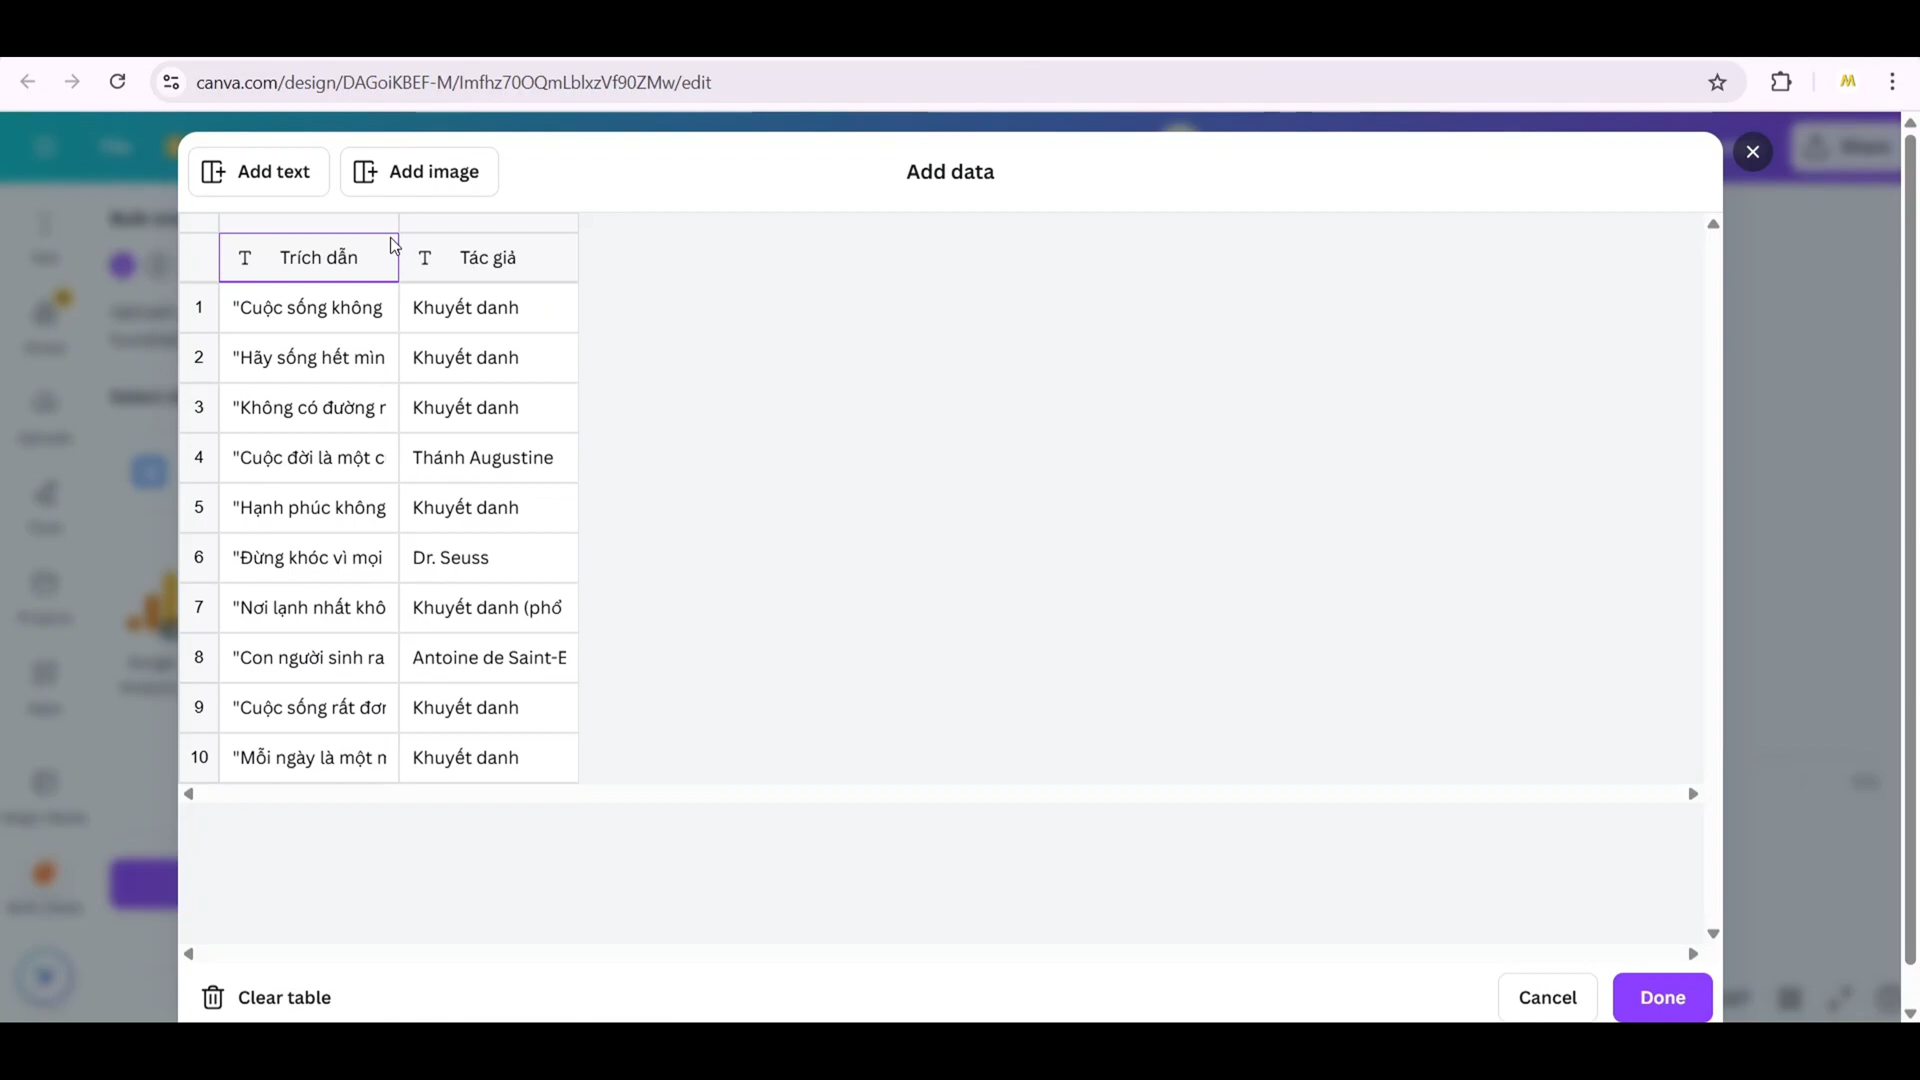 canva.com/design/DAGoiKBEF-M/Imfhz70OQmLblxzVf90ZMw/edit
Add text
Add image
Add data
Trích dẫn
Tác giả
1 "Cuộc sống không Khuyết danh
2 "Hãy sống hết mìn Khuyết danh
3 "Không có đường r Khuyết danh
4 "Cuộc đời là một c Thánh Augustine
5 "Hạnh phúc không Khuyết danh
6 "Đừng khóc vì mọi Dr. Seuss
7 "Nơi lạnh nhất khô Khuyết danh (phổ
8 "Con người sinh ra Antoine de Saint-E
9 "Cuộc sống rất đơr Khuyết danh
10 "Mỗi ngày là một n Khuyết danh
Clear table
Cancel
Done